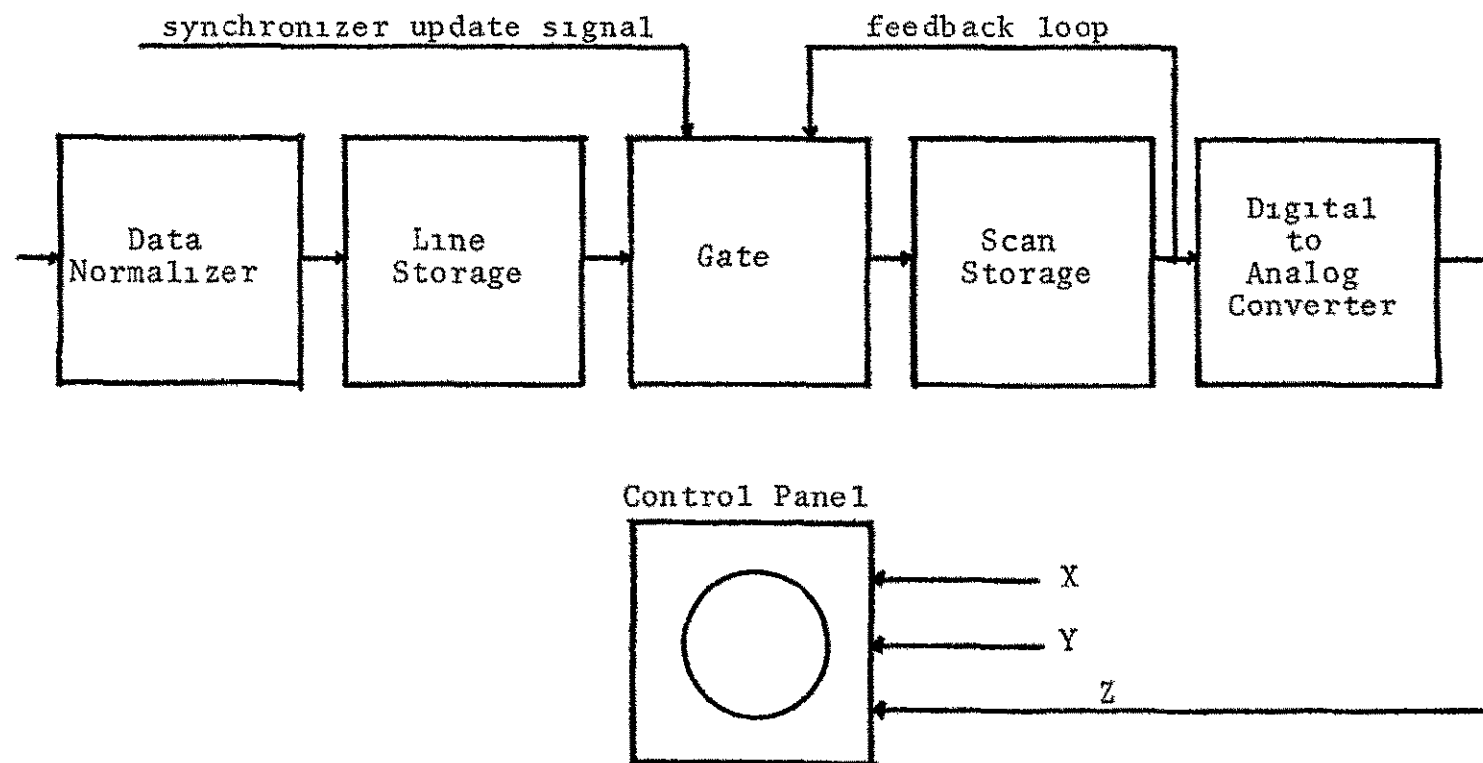 synchronizer update signal
feedback loop
Data
Normalizer
Line
Storage
Gate
Scan
Storage
Digital
to
Analog
Converter
Control Panel
X
Y
Z